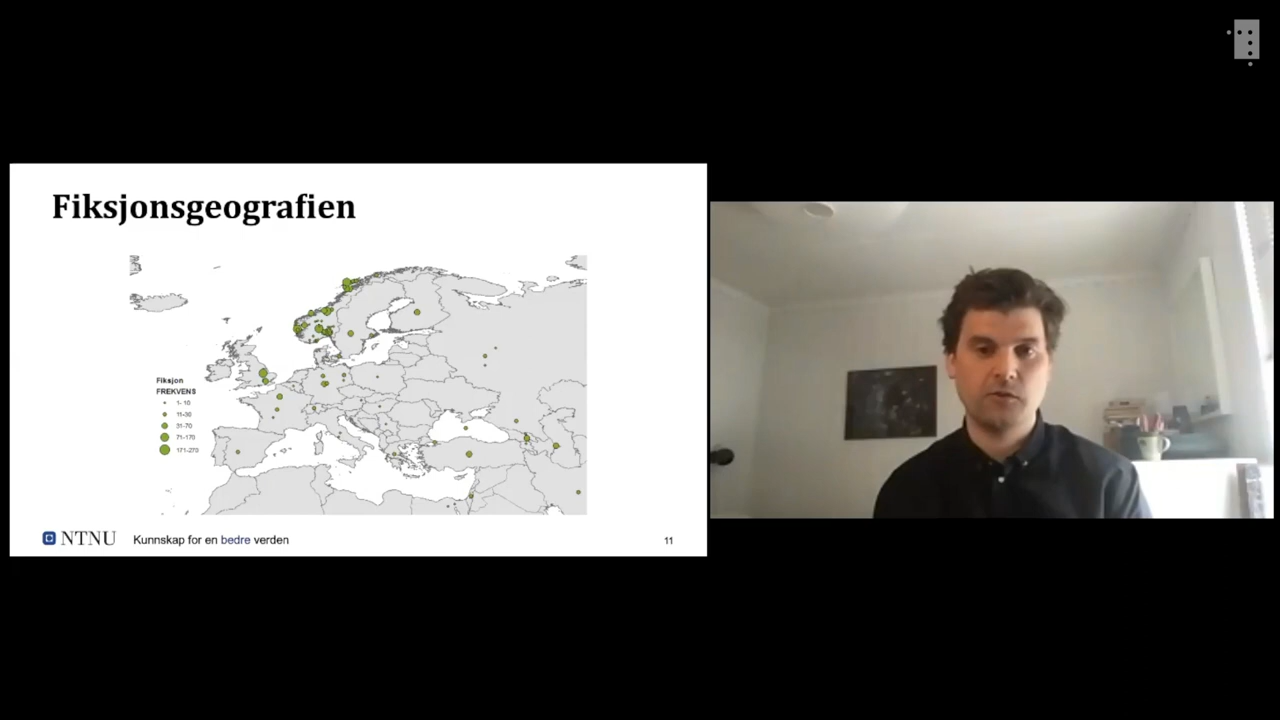 Fiksjonsgeografien
Fiksjon
FREKVENS
1- 10
11-30
31-70
71-170
171-270
NTNU Kunnskap for en bedre verden 11